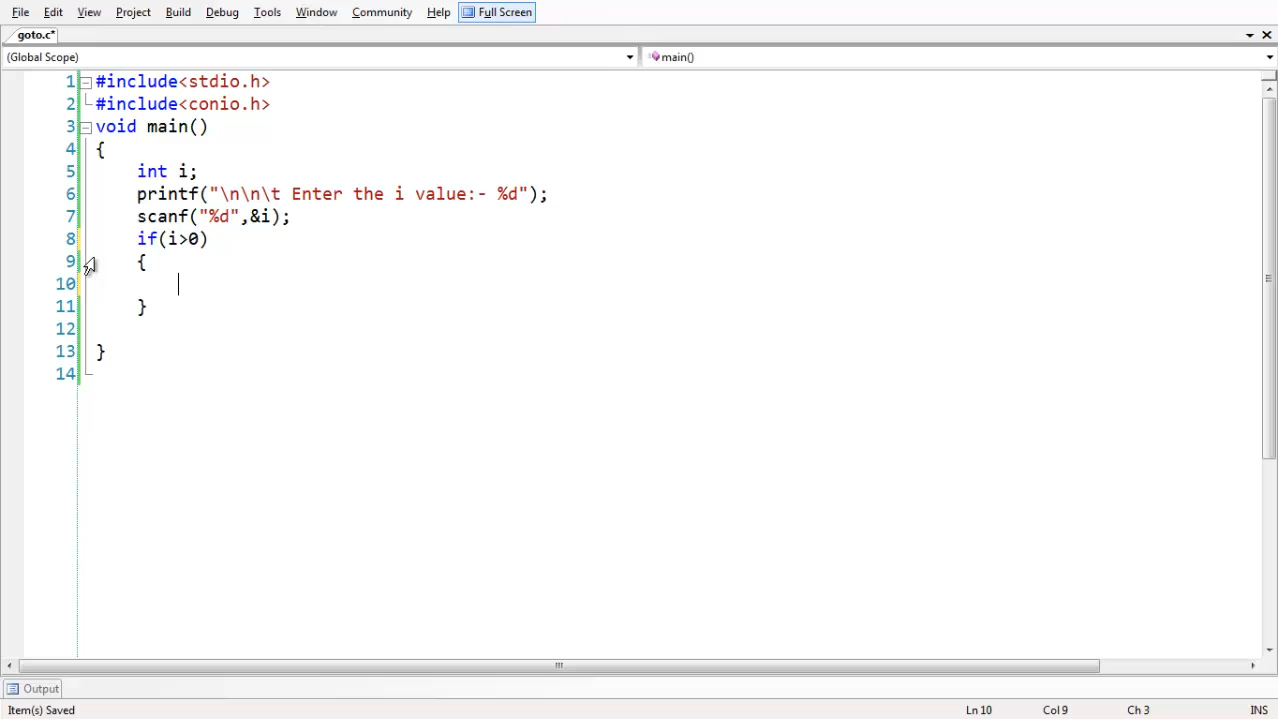 File Edit View Project Build Debug Tools Window Community Help Full Screen
goto.c*
(Global Scope) main()
1 #include<stdio.h>
2 #include<conio.h>
3 void main()
4 {
5 int i;
6 printf("\n\n\t Enter the i value:- %d");
7 scanf("%d",&i);
8 if(i>0)
9 {
10
11 }
12
13 }
14
Output
Item(s) Saved Ln 10 Col 9 Ch 3 INS